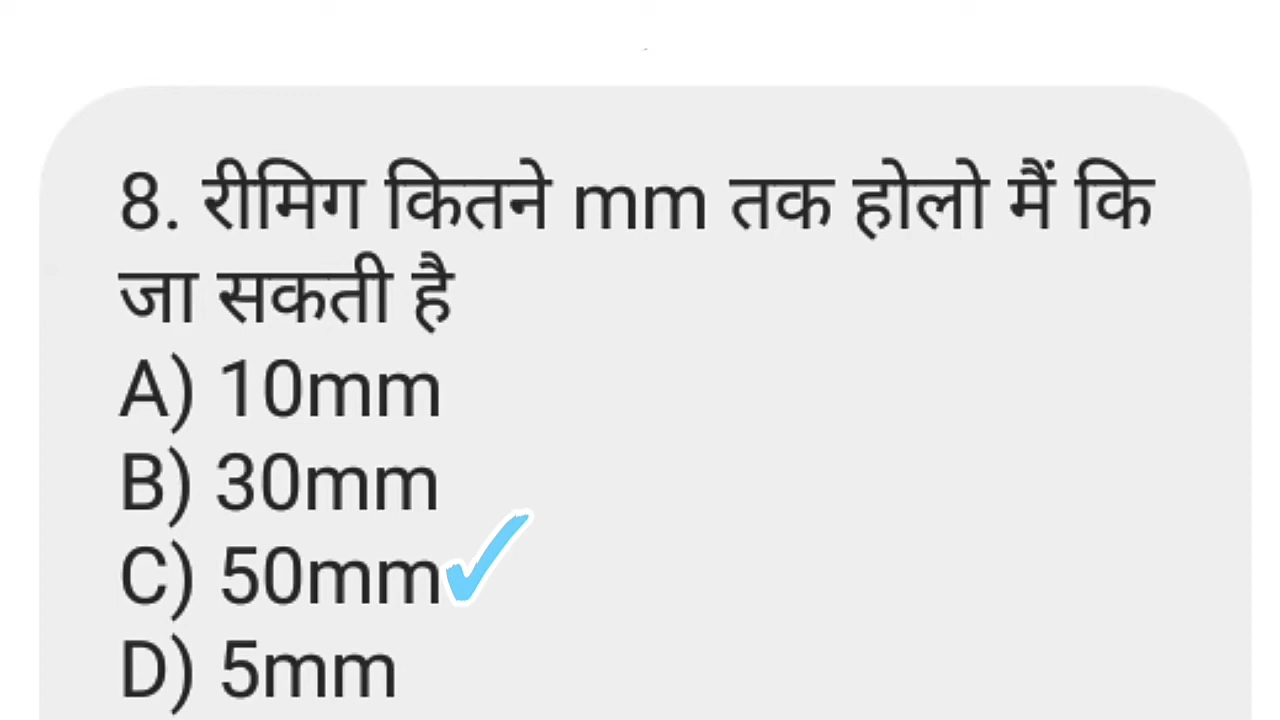 8. रीमिग कितने mm तक होलो मैं कि
जा सकती है
A) 10mm
B) 30mm
C) 50mm
D) 5mm